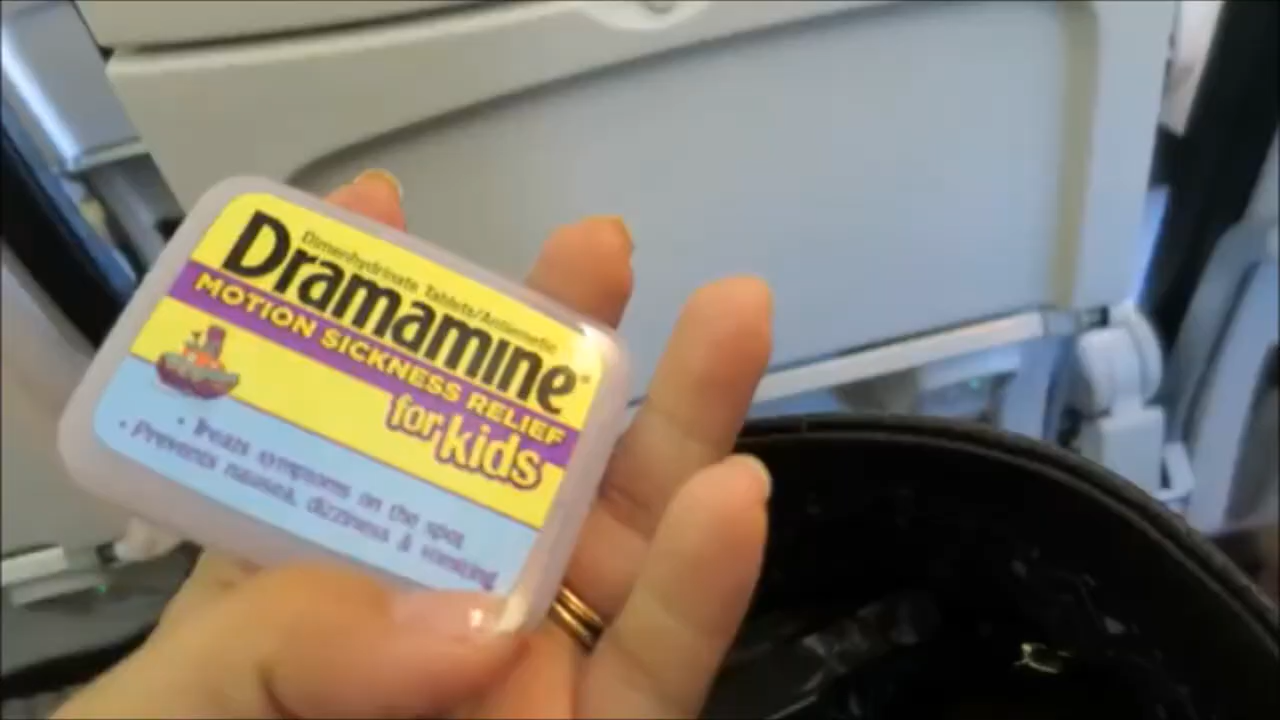 Dimenhydrinate Tablets/Antiemetic
Dramamine®
MOTION SICKNESS RELIEF
for kids
• Treats symptoms on the spot
• Prevents nausea, dizziness & vomiting